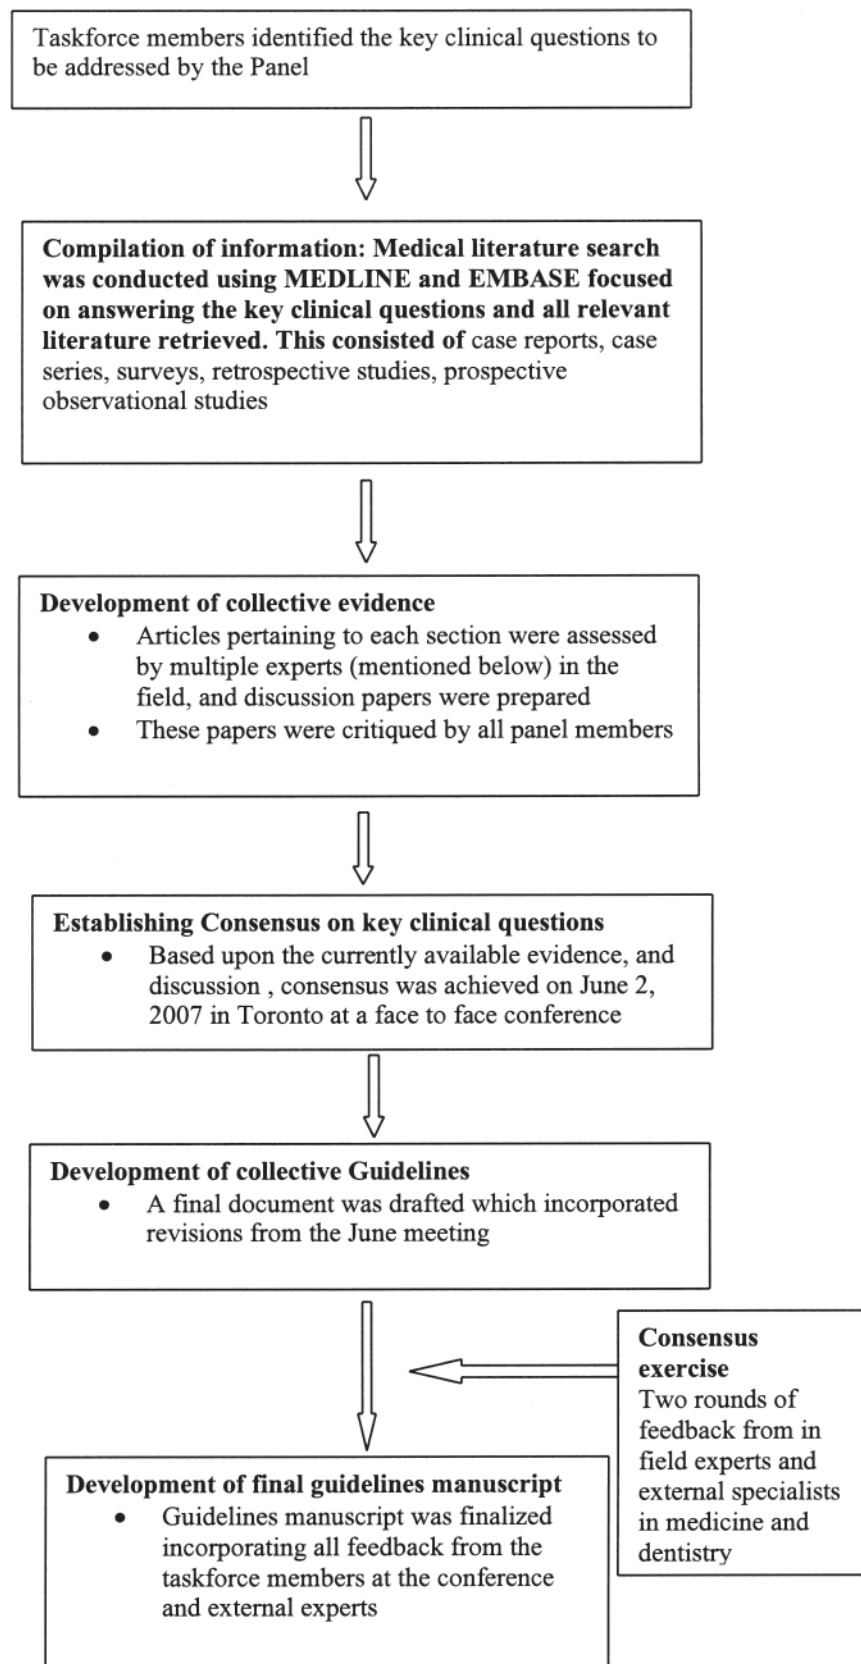 Taskforce members identified the key clinical questions to
be addressed by the Panel
Compilation of information: Medical literature search
was conducted using MEDLINE and EMBASE focused
on answering the key clinical questions and all relevant
literature retrieved. This consisted of case reports, case
series, surveys, retrospective studies, prospective
observational studies
Development of collective evidence
• Articles pertaining to each section were assessed
by multiple experts (mentioned below) in the
field, and discussion papers were prepared
• These papers were critiqued by all panel members
Establishing Consensus on key clinical questions
• Based upon the currently available evidence, and
discussion , consensus was achieved on June 2,
2007 in Toronto at a face to face conference
Development of collective Guidelines
• A final document was drafted which incorporated
revisions from the June meeting
Consensus
exercise
Two rounds of
feedback from in
field experts and
external specialists
in medicine and
dentistry
Development of final guidelines manuscript
• Guidelines manuscript was finalized
incorporating all feedback from the
taskforce members at the conference
and external experts